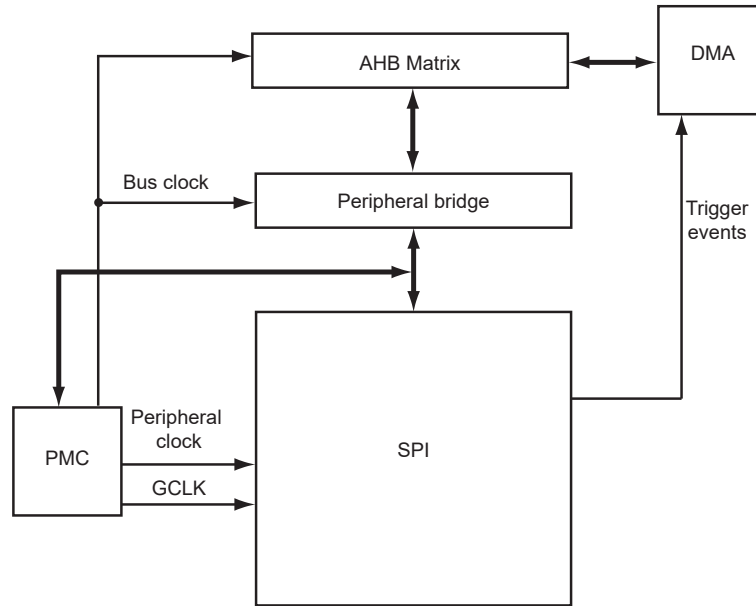 AHB Matrix
DMA
Bus clock
Peripheral bridge
Trigger
events
Peripheral
clock
PMC
SPI
GCLK